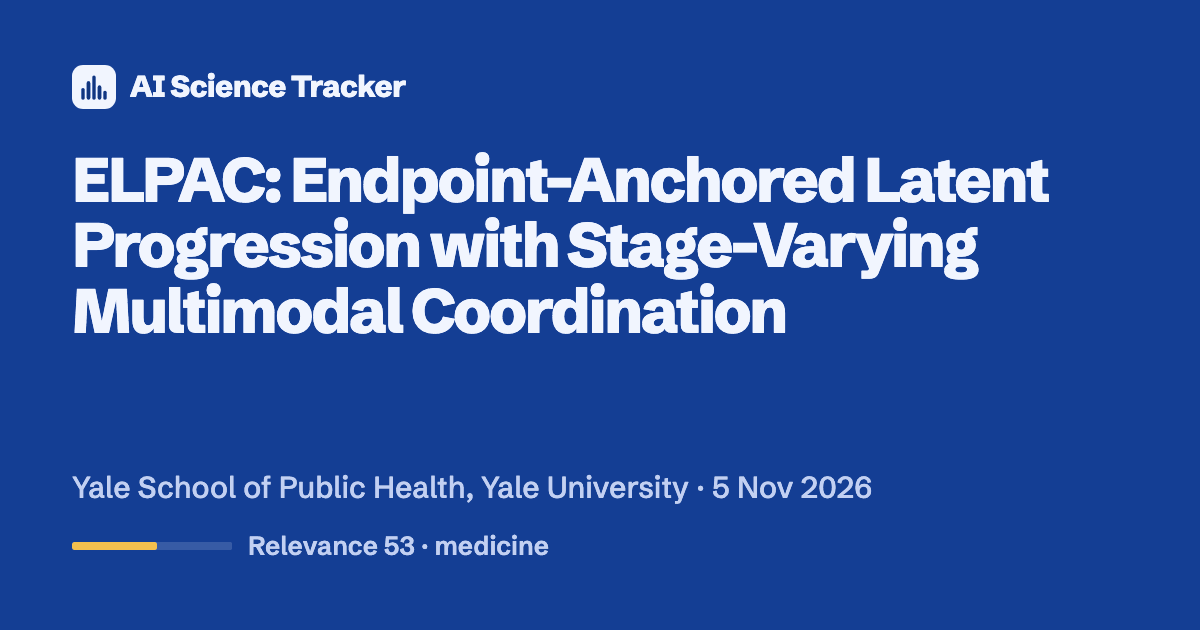 AI Science Tracker
ELPAC: Endpoint-Anchored Latent
Progression with Stage-Varying
Multimodal Coordination
Yale School of Public Health, Yale University · 5 Nov 2026
Relevance 53 · medicine